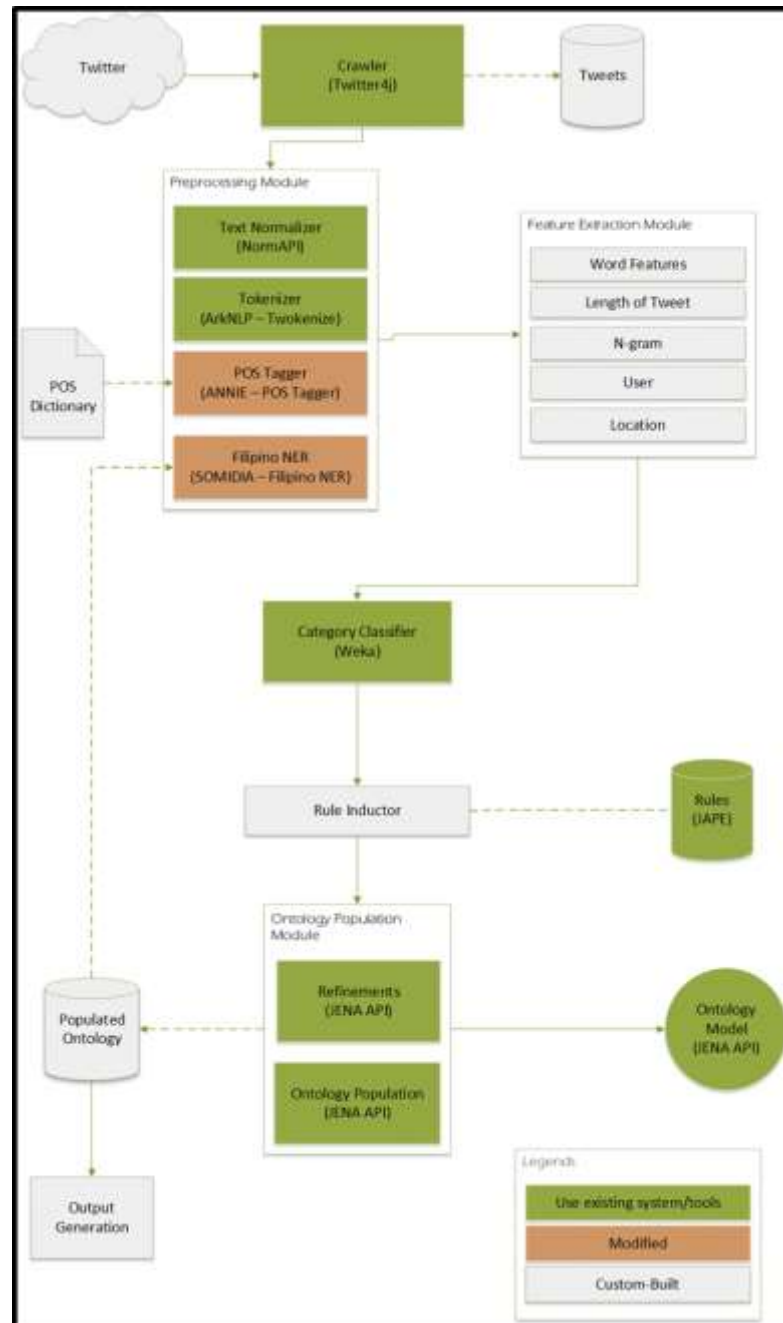 Twitter
Crawler
(Twitter4j)
Tweets
Preprocessing Module
Text Normalizer
(NormAPI)
Tokenizer
(ArkNLP – Twokenize)
POS Tagger
(ANNIE – POS Tagger)
Filipino NER
(SOMIDIA – Filipino NER)
POS
Dictionary
Feature Extraction Module
Word Features
Length of Tweet
N-gram
User
Location
Category Classifier
(Weka)
Rule Inductor
Rules
(JAPE)
Ontology Population
Module
Refinements
(JENA API)
Ontology Population
(JENA API)
Populated
Ontology
Ontology
Model
(JENA API)
Output
Generation
Legends
Use existing system/tools
Modified
Custom-Built